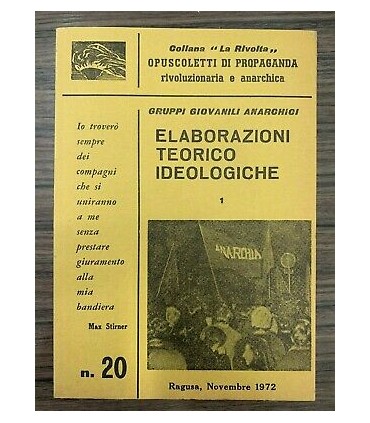 Collana "La Rivolta„
OPUSCOLETTI DI PROPAGANDA
rivoluzionaria e anarchica
GRUPPI GIOVANILI ANARCHICI
ELABORAZIONI
TEORICO
IDEOLOGICHE
1
Io troverò
sempre
dei
compagni
che si
uniranno
a me
senza
prestare
giuramento
alla
mia
bandiera
Max Stirner
ANARCHIA
n. 20
Ragusa, Novembre 1972